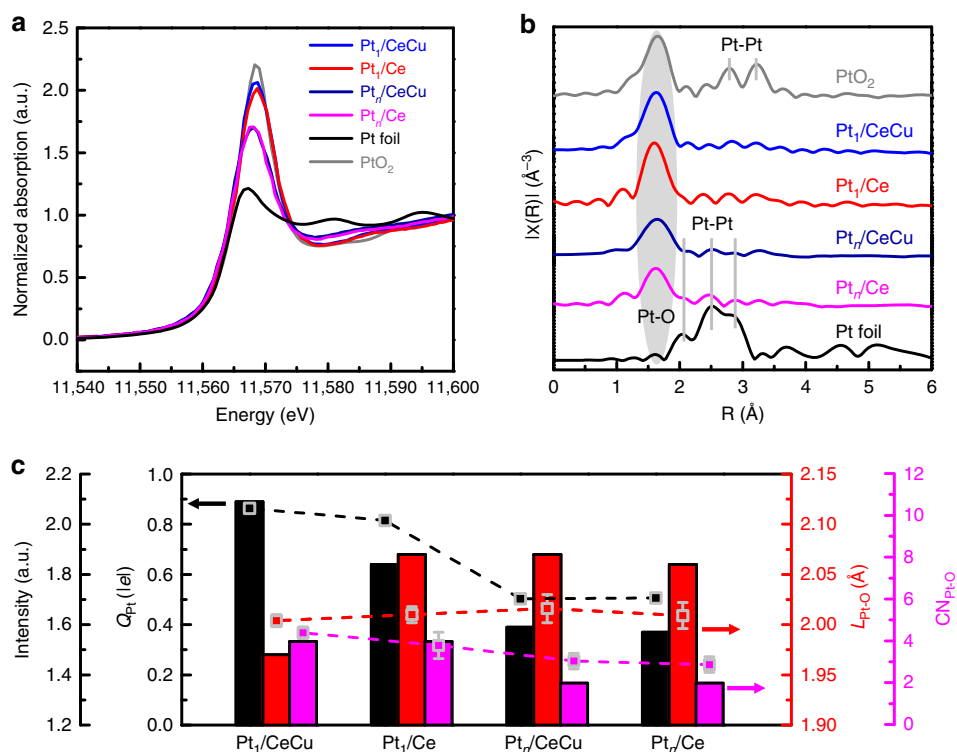 a
Normalized absorption (a.u.)
2.5
2.0
1.5
1.0
0.5
0.0
11,540
11,550
11,560
11,570
11,580
11,590
11,600
Energy (eV)
Pt₁/CeCu
Pt₁/Ce
Ptₙ/CeCu
Ptₙ/Ce
Pt foil
PtO₂
b
|χ(R)| (Å⁻³)
Pt-Pt
PtO₂
Pt₁/CeCu
Pt₁/Ce
Pt-Pt
Ptₙ/CeCu
Ptₙ/Ce
Pt-O
Pt foil
0
1
2
3
4
5
6
R (Å)
c
Intensity (a.u.)
2.2
2.0
1.8
1.6
1.4
1.2
Q_Pt (|e|)
1.0
0.8
0.6
0.4
0.2
0.0
2.15
2.10
2.05
2.00
1.95
1.90
L_Pt-O (Å)
12
10
8
6
4
2
0
CN_Pt-O
Pt₁/CeCu
Pt₁/Ce
Ptₙ/CeCu
Ptₙ/Ce